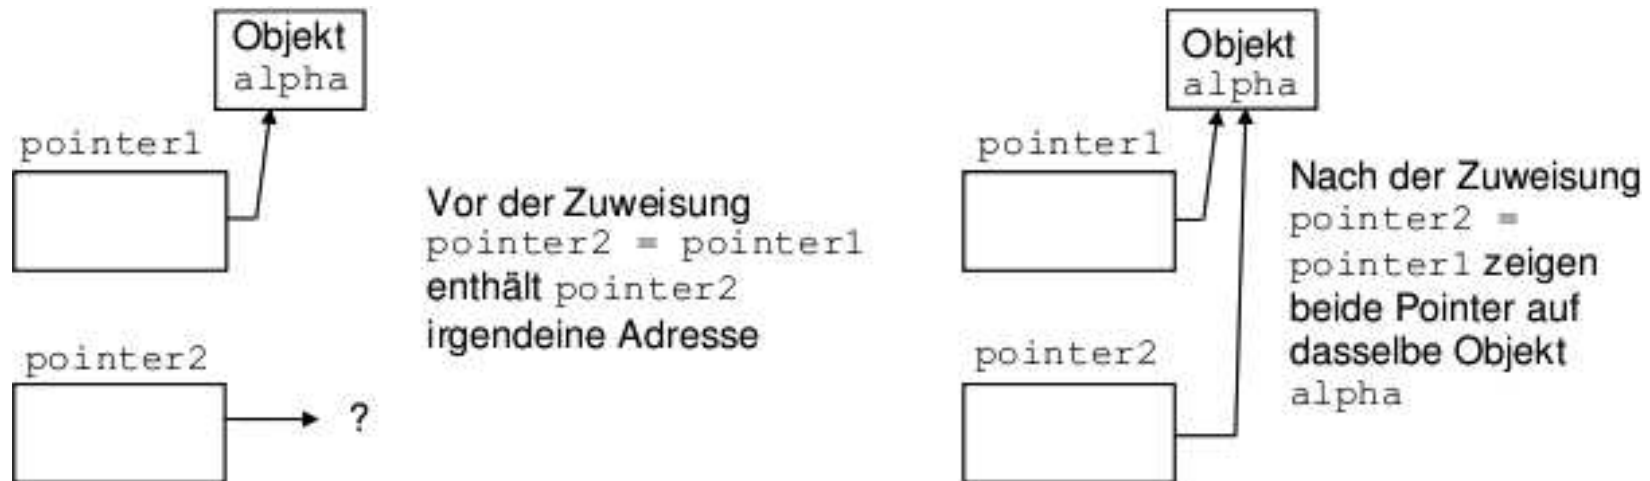 Objekt
alpha
pointer1
Vor der Zuweisung
pointer2 = pointer1
enthält pointer2
irgendeine Adresse
pointer2
?
Objekt
alpha
pointer1
Nach der Zuweisung
pointer2 =
pointer1 zeigen
beide Pointer auf
dasselbe Objekt
alpha
pointer2